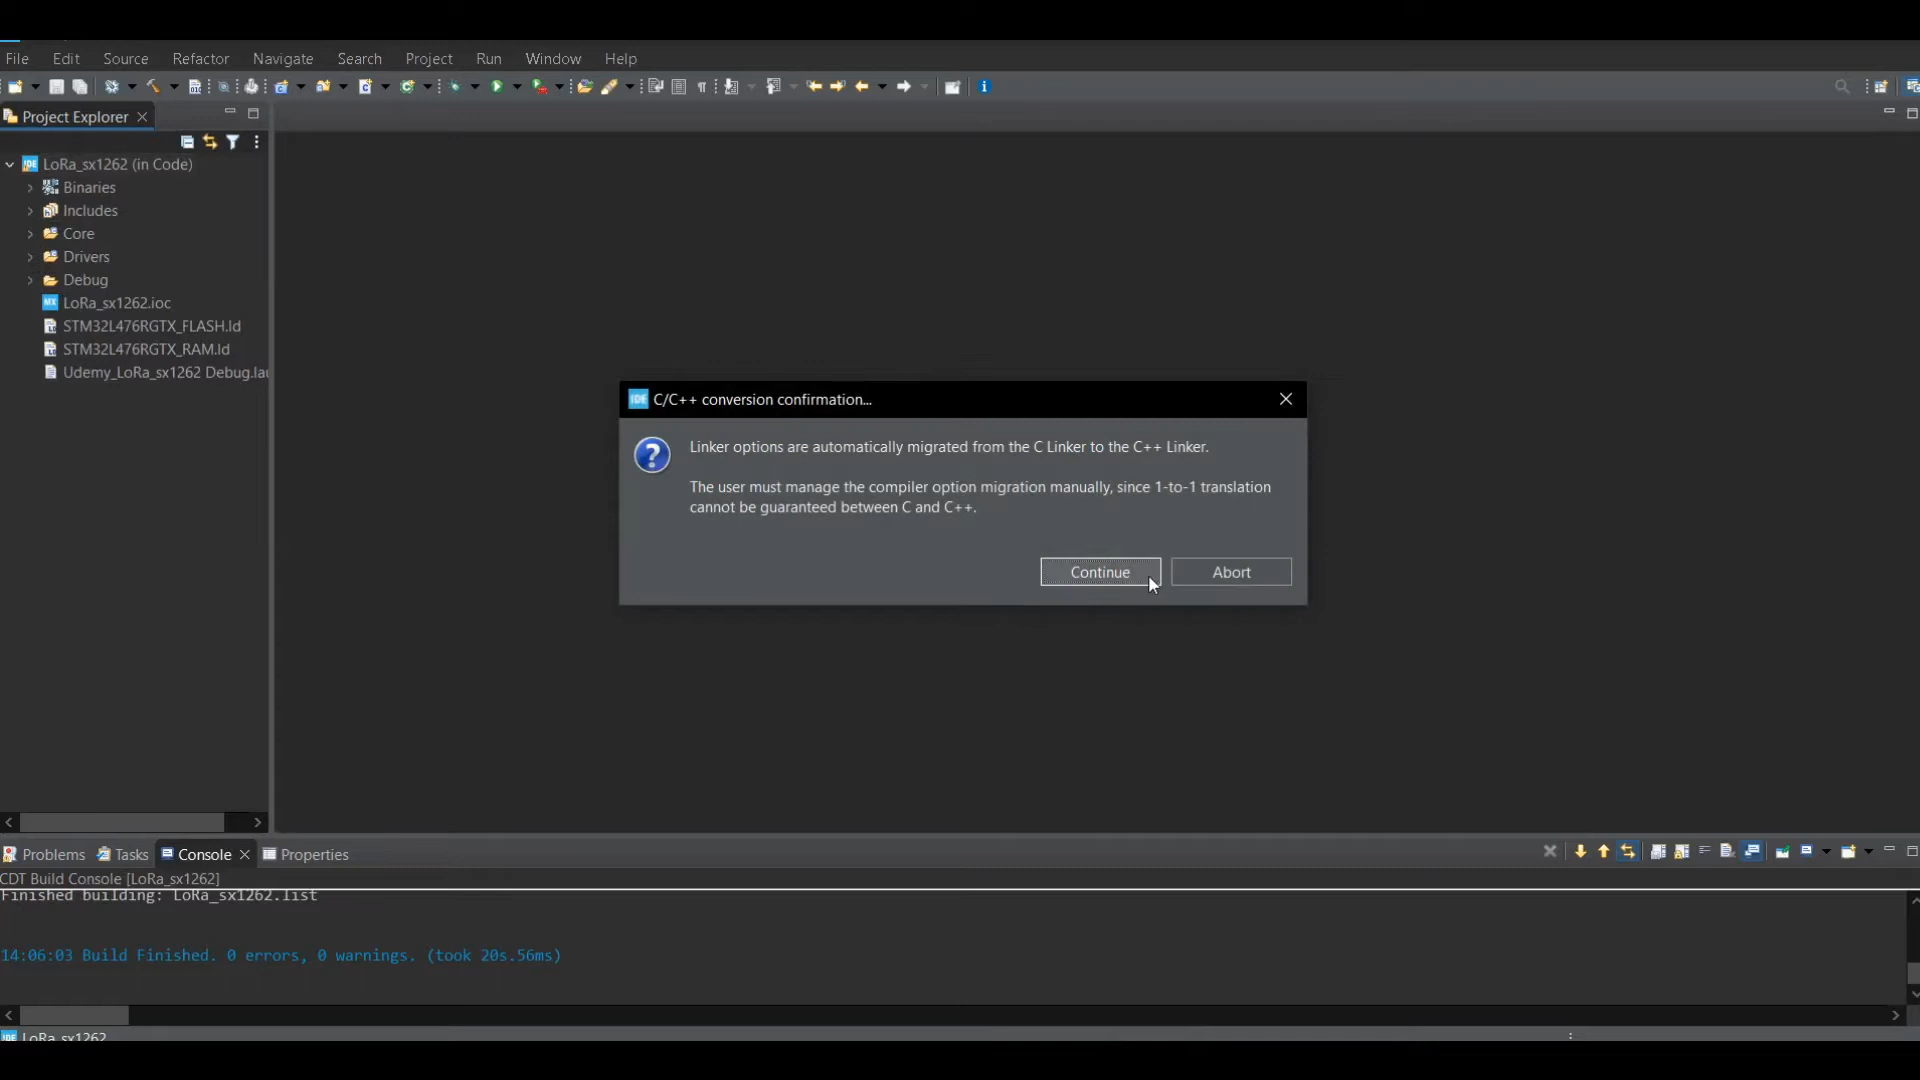 File Edit Source Refactor Navigate Search Project Run Window Help
Project Explorer
LoRa_sx1262 (in Code)
Binaries
Includes
Core
Drivers
Debug
LoRa_sx1262.ioc
STM32L476RGTX_FLASH.ld
STM32L476RGTX_RAM.ld
Udemy_LoRa_sx1262 Debug.lau
C/C++ conversion confirmation...
Linker options are automatically migrated from the C Linker to the C++ Linker.
The user must manage the compiler option migration manually, since 1-to-1 translation
cannot be guaranteed between C and C++.
Continue Abort
Problems Tasks Console Properties
CDT Build Console [LoRa_sx1262]
Finished building: LoRa_sx1262.list
14:06:03 Build Finished. 0 errors, 0 warnings. (took 20s.56ms)
LoRa_sx1262